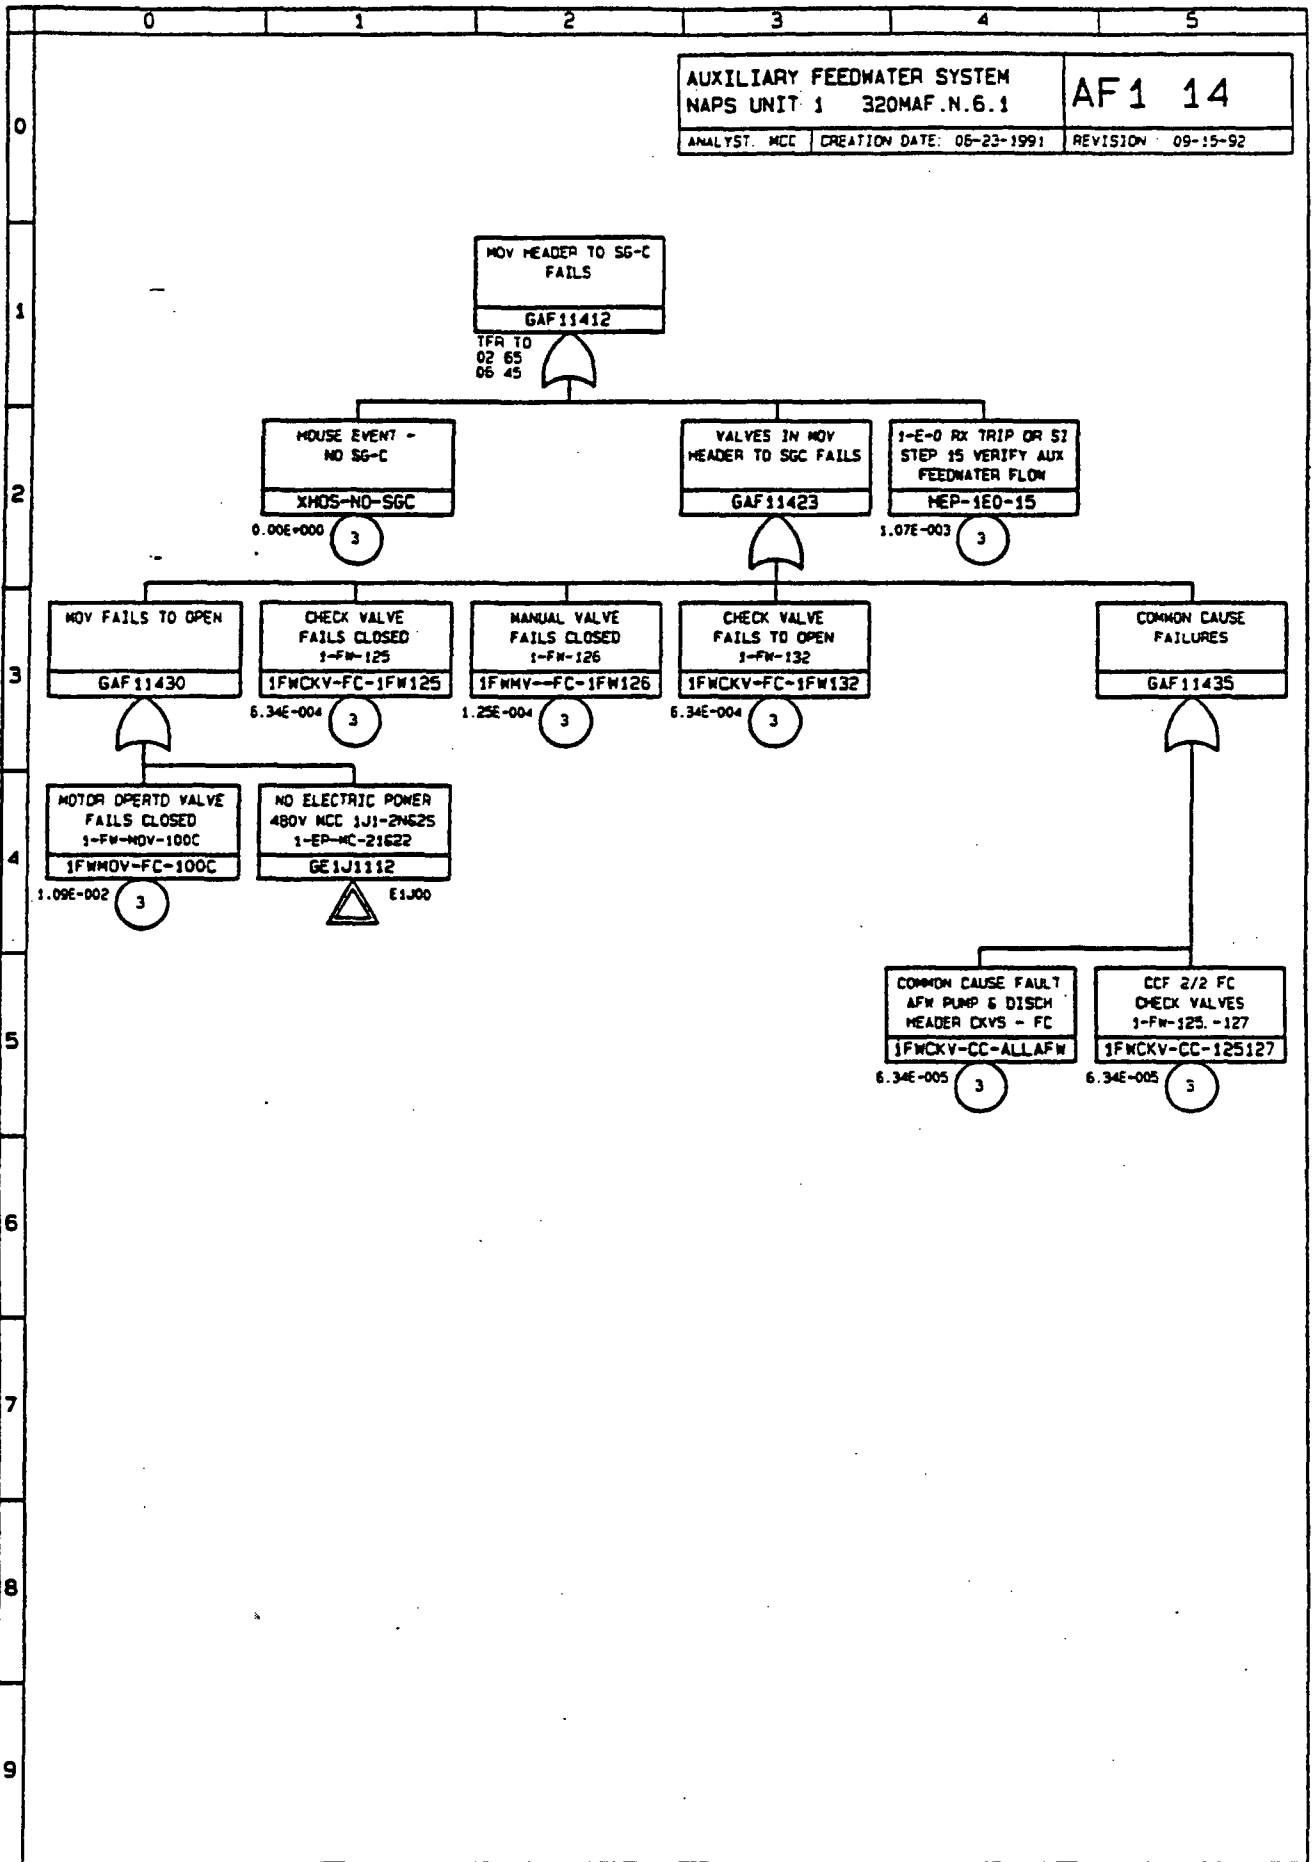 0 1 2 3 4 5
AUXILIARY FEEDWATER SYSTEM
NAPS UNIT 1 320MAF.N.6.1
AF1 14
ANALYST. MCC CREATION DATE: 06-23-1991 REVISION 09-15-92
0
MOV HEADER TO SG-C
FAILS
GAF11412
TFR TO
02 65
06 45
1
HOUSE EVENT -
NO SG-C
XHOS-NO-SGC
0.00E+000
3
VALVES IN MOV
HEADER TO SGC FAILS
GAF11423
1-E-0 RX TRIP OR SI
STEP 15 VERIFY AUX
FEEDWATER FLOW
HEP-1E0-15
1.07E-003
3
2
MOV FAILS TO OPEN
GAF11430
CHECK VALVE
FAILS CLOSED
1-FW-125
1FWCKV-FC-1FW125
6.34E-004
3
MANUAL VALVE
FAILS CLOSED
1-FW-126
1FWMV--FC-1FW126
1.25E-004
3
CHECK VALVE
FAILS TO OPEN
1-FW-132
1FWCKV-FC-1FW132
6.34E-004
3
COMMON CAUSE
FAILURES
GAF11435
3
MOTOR OPERTD VALVE
FAILS CLOSED
1-FW-MOV-100C
1FWMOV-FC-100C
1.09E-002
3
NO ELECTRIC POWER
480V MCC 1J1-2N62S
1-EP-MC-21622
GE1J1112
E1J00
4
COMMON CAUSE FAULT
AFW PUMP & DISCH
HEADER CKVS - FC
1FWCKV-CC-ALLAFW
6.34E-005
3
CCF 2/2 FC
CHECK VALVES
1-FW-125.-127
1FWCKV-CC-125127
6.34E-005
3
5
6
7
8
9